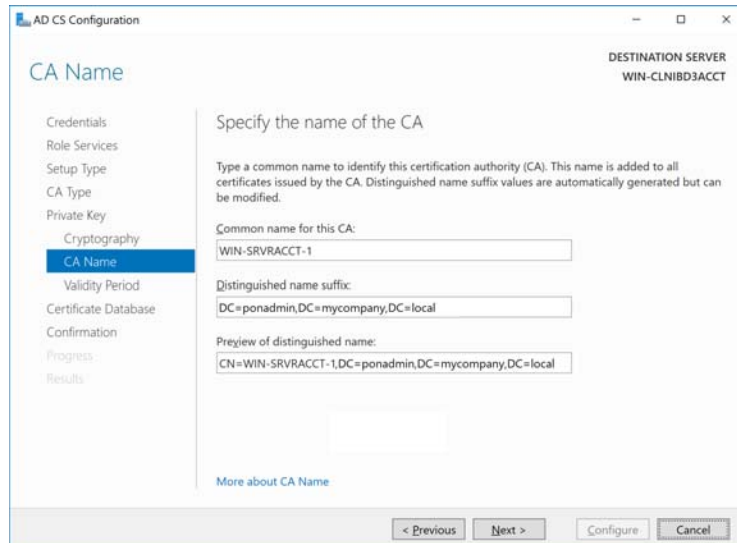 AD CS Configuration
CA Name
DESTINATION SERVER
WIN-CLNIBD3ACCT
Credentials
Role Services
Setup Type
CA Type
Private Key
Cryptography
CA Name
Validity Period
Certificate Database
Confirmation
Progress
Results
Specify the name of the CA
Type a common name to identify this certification authority (CA). This name is added to all
certificates issued by the CA. Distinguished name suffix values are automatically generated but can
be modified.
Common name for this CA:
WIN-SRVRACCT-1
Distinguished name suffix:
DC=ponadmin,DC=mycompany,DC=local
Preview of distinguished name:
CN=WIN-SRVRACCT-1,DC=ponadmin,DC=mycompany,DC=local
More about CA Name
< Previous
Next >
Configure
Cancel